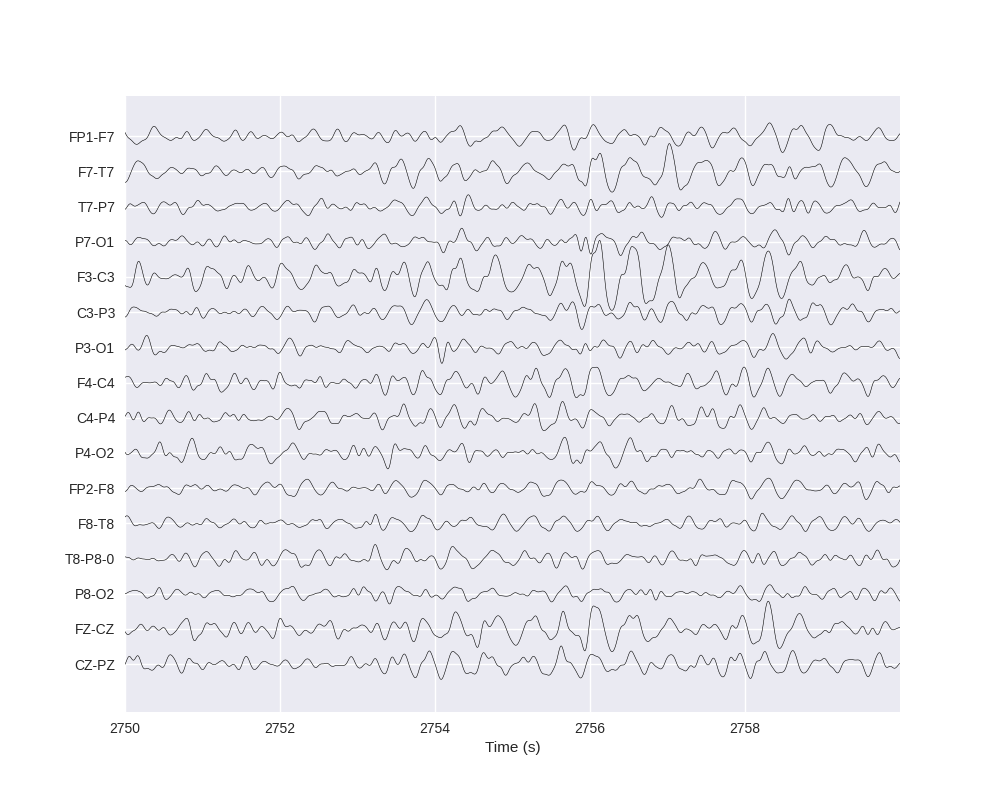 FP1-F7
F7-T7
T7-P7
P7-O1
F3-C3
C3-P3
P3-O1
F4-C4
C4-P4
P4-O2
FP2-F8
F8-T8
T8-P8-0
P8-O2
FZ-CZ
CZ-PZ
2750 2752 2754 2756 2758
Time (s)